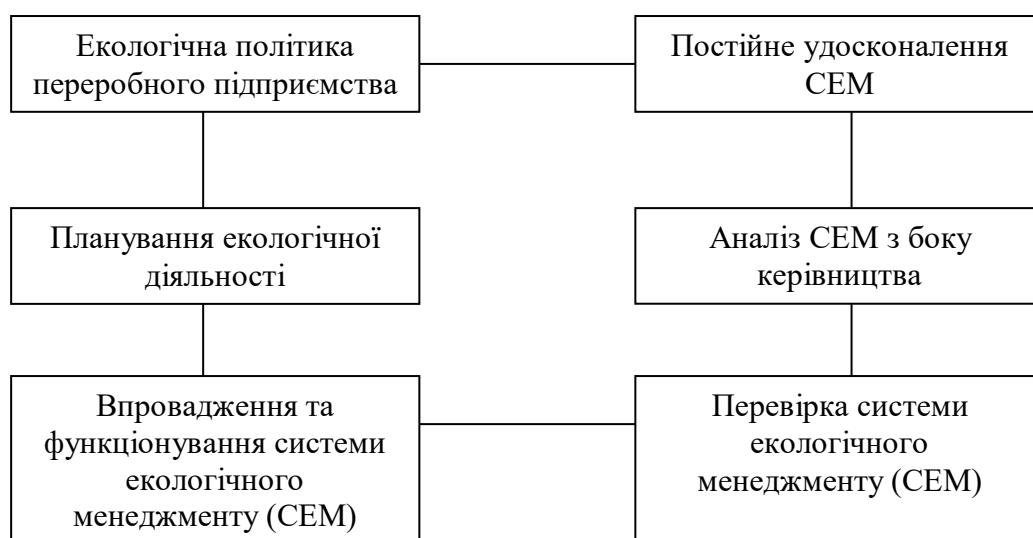 Екологічна політика
переробного підприємства
Постійне удосконалення
СЕМ
Планування екологічної
діяльності
Аналіз СЕМ з боку
керівництва
Впровадження та
функціонування системи
екологічного
менеджменту (СЕМ)
Перевірка системи
екологічного
менеджменту (СЕМ)